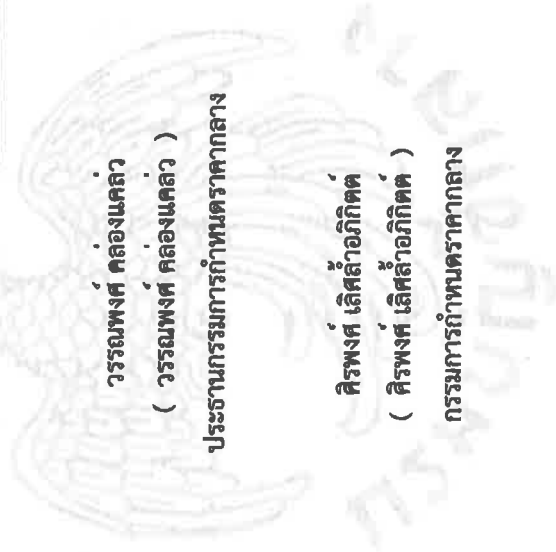 วรรณพงศ์ คล่องแคล่ว
( วรรณพงศ์ คล่องแคล่ว )
ประธานกรรมการกำหนดราคากลาง
ศิรพงศ์ เลิศล้ำอภิกิตต์
( ศิรพงศ์ เลิศล้ำอภิกิตต์ )
กรรมการกำหนดราคากลาง